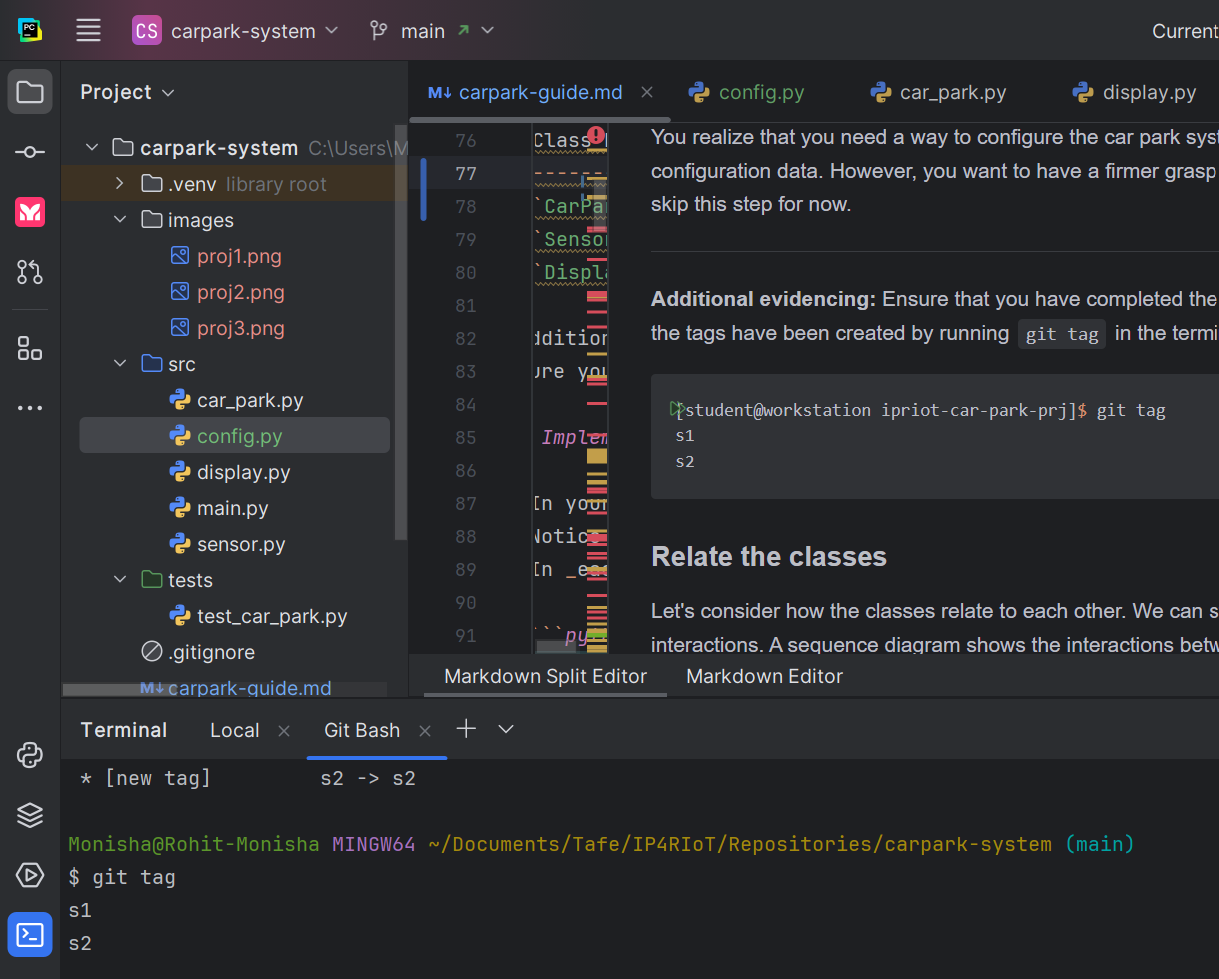 PC
CS carpark-system main Current
Project
carpark-system C:\Users\M
.venv library root
images
proj1.png
proj2.png
proj3.png
src
car_park.py
config.py
display.py
main.py
sensor.py
tests
test_car_park.py
.gitignore
M↓ carpark-guide.md
M↓ carpark-guide.md config.py car_park.py display.py
76 Class
77 ------
78 `CarPa
79 `Senso
80 `Displ
81
82 ddition
83 ure you
84
85 Implem
86
87 In your
88 Notice
89 In _ea
90
91 ```py
You realize that you need a way to configure the car park sys
configuration data. However, you want to have a firmer grasp
skip this step for now.
Additional evidencing: Ensure that you have completed the
the tags have been created by running git tag in the termi
[student@workstation ipriot-car-park-prj]$ git tag
s1
s2
Relate the classes
Let's consider how the classes relate to each other. We can s
interactions. A sequence diagram shows the interactions betw
Markdown Split Editor Markdown Editor
Terminal Local Git Bash
* [new tag] s2 -> s2
Monisha@Rohit-Monisha MINGW64 ~/Documents/Tafe/IP4RIoT/Repositories/carpark-system (main)
$ git tag
s1
s2